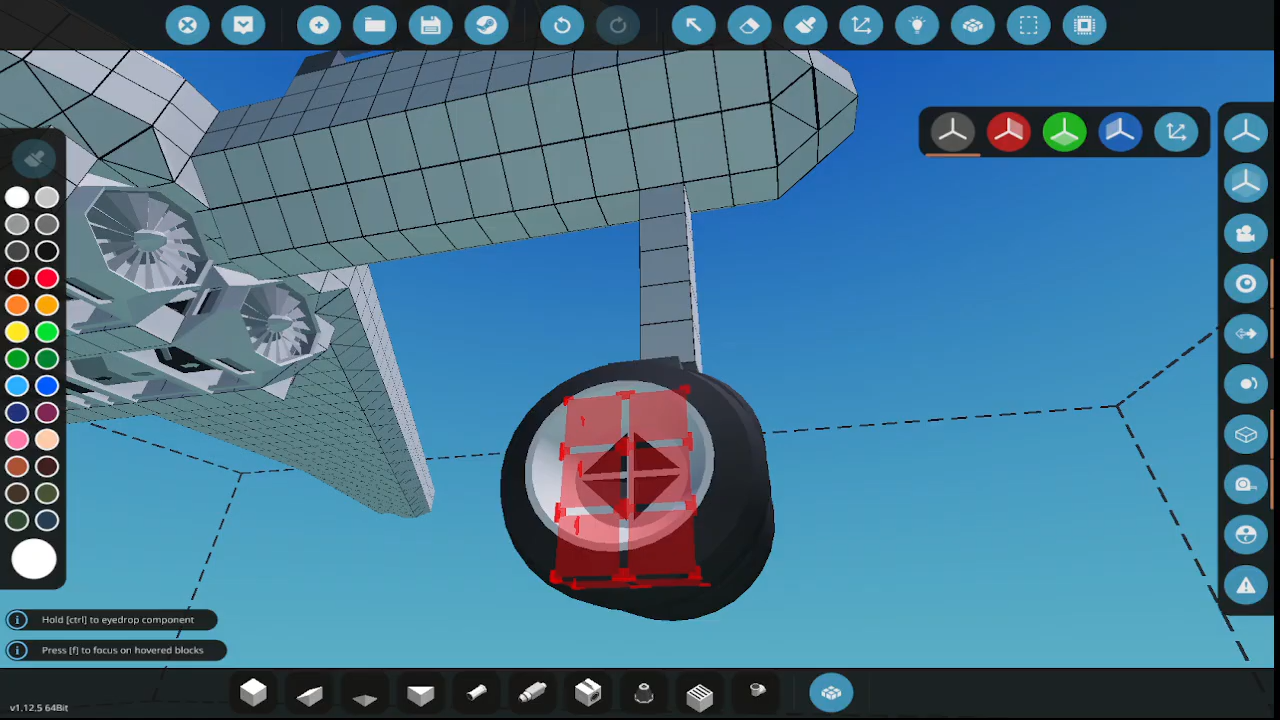 Hold [ctrl] to eyedrop component
Press [f] to focus on hovered blocks
v1.12.5 64Bit